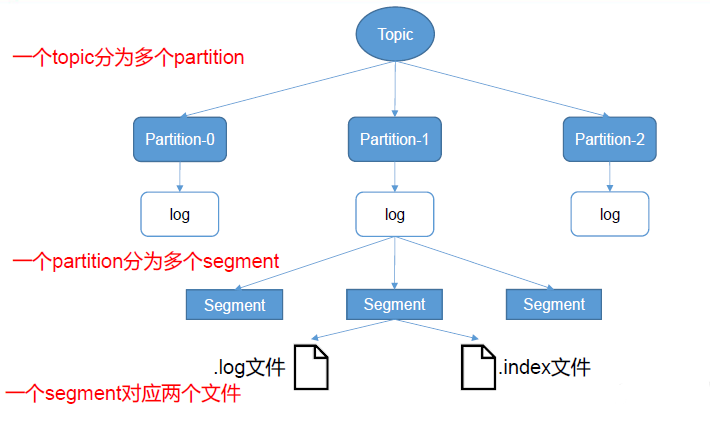 Topic
一个topic分为多个partition
Partition-0
Partition-1
Partition-2
log
log
log
一个partition分为多个segment
Segment
Segment
Segment
.log文件
.index文件
一个segment对应两个文件